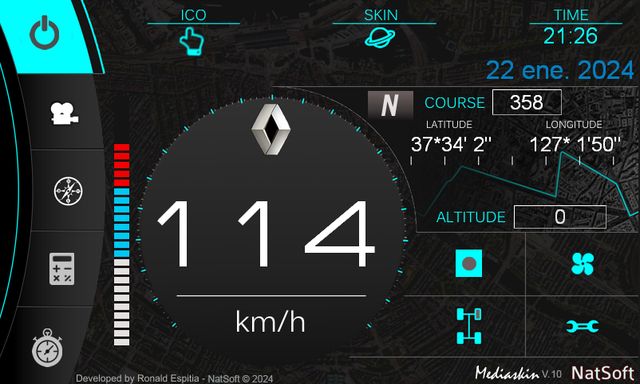 ICO
SKIN
TIME
21:26
22 ene. 2024
N
COURSE
358
LATITUDE
LONGITUDE
37*34' 2"
127* 1'50"
ALTITUDE
0
114
km/h
Developed by Ronald Espitia - NatSoft © 2024
Mediaskin V.10 NatSoft